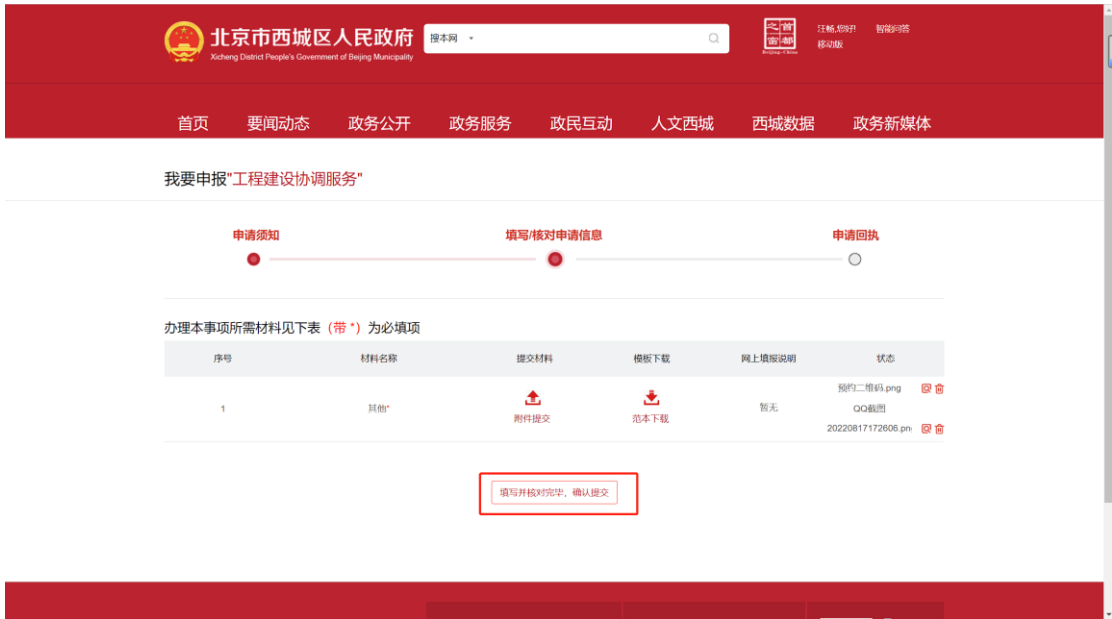 北京市西城区人民政府
Xicheng District People's Government of Beijing Municipality
搜本网
首都之窗
Beijing-China
汪畅,您好! 智能问答
移动版
首页 要闻动态 政务公开 政务服务 政民互动 人文西城 西城数据 政务新媒体
我要申报"工程建设协调服务"
申请须知 填写/核对申请信息 申请回执
办理本事项所需材料见下表（带 *）为必填项
序号 材料名称 提交材料 模板下载 网上填报说明 状态
1 其他* 附件提交 范本下载 暂无
预约二维码.png
QQ截图
20220817172606.pn
填写并核对完毕，确认提交